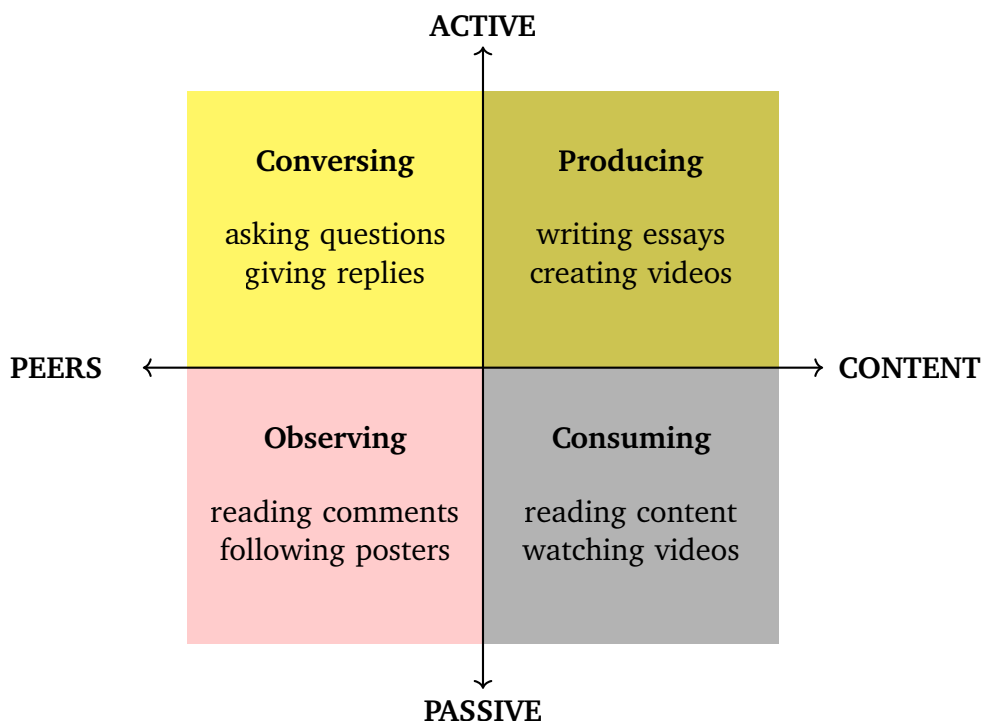 ACTIVE
Conversing
asking questions
giving replies
Producing
writing essays
creating videos
PEERS
CONTENT
Observing
reading comments
following posters
Consuming
reading content
watching videos
PASSIVE